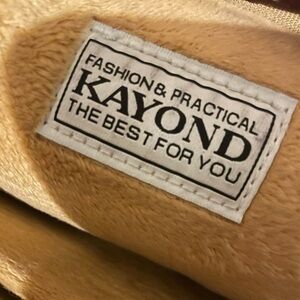 FASHION & PRACTICAL
KAYOND
THE BEST FOR YOU